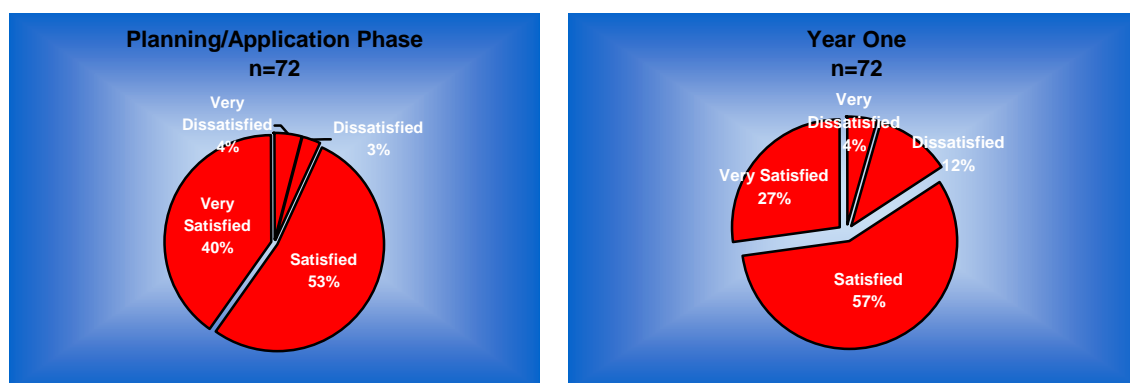 Planning/Application Phase
n=72
Very
Dissatisfied
4%
Dissatisfied
3%
Very
Satisfied
40%
Satisfied
53%
Year One
n=72
Very
Dissatisfied
4%
Dissatisfied
12%
Very Satisfied
27%
Satisfied
57%